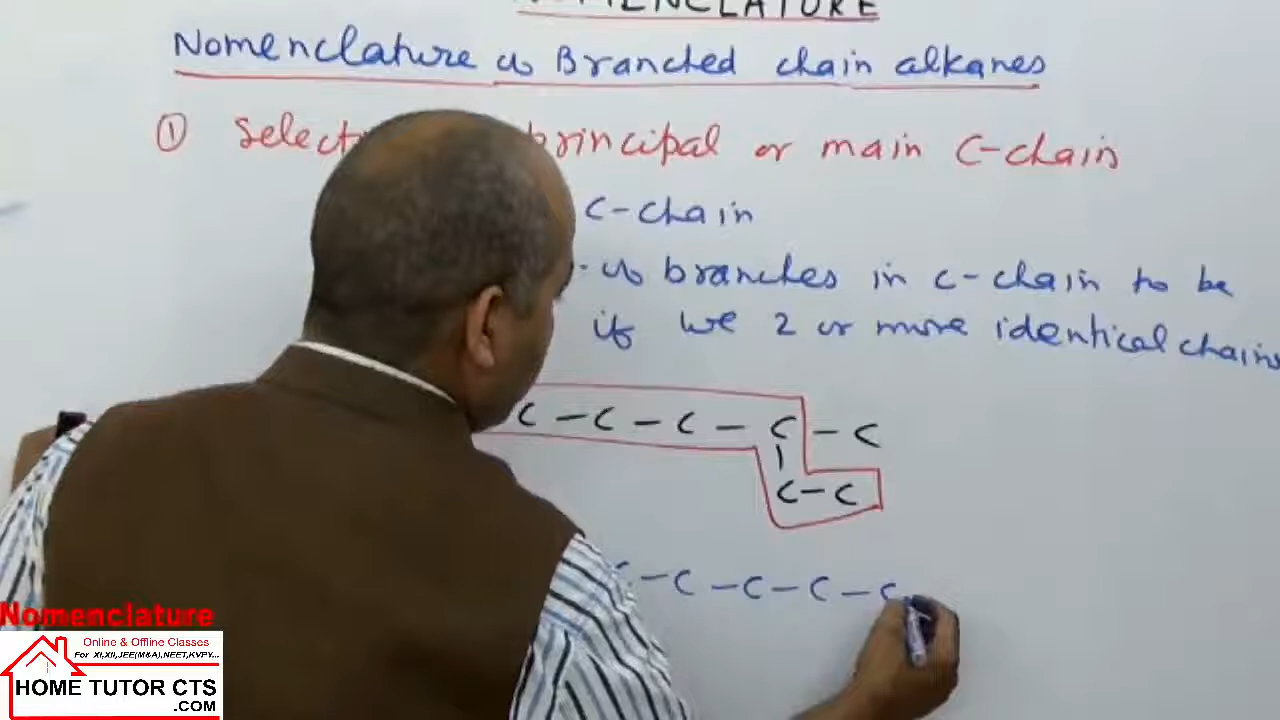 NOMENCLATURE
Nomenclature of Branched chain alkanes
① principal or main C-chain
C-chain
of branches in c-chain to be
if we 2 or more identical chains
C - C - C - C - C
C - C
C - C - C - C
Nomenclature
Online & Offline Classes
For XI,XII,JEE(M&A),NEET,KVPY...
HOME TUTOR CTS
.COM